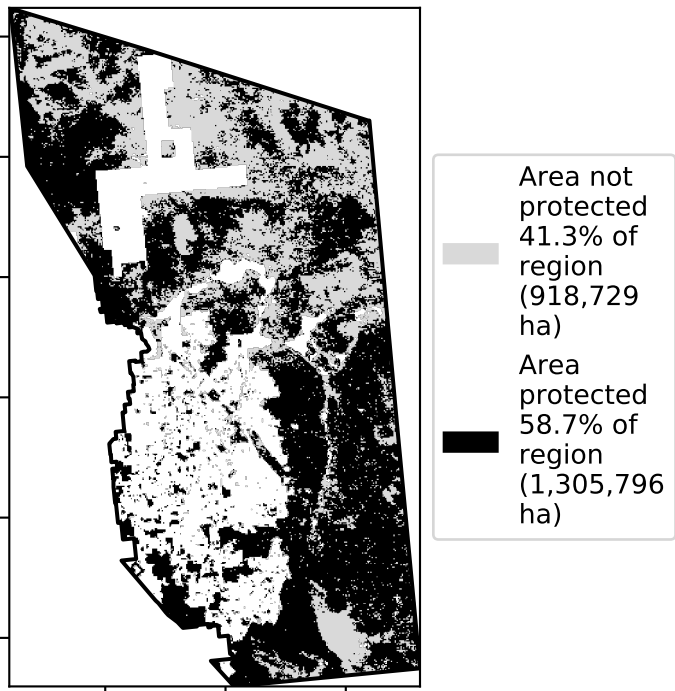 Area not
protected
41.3% of
region
(918,729
ha)
Area
protected
58.7% of
region
(1,305,796
ha)